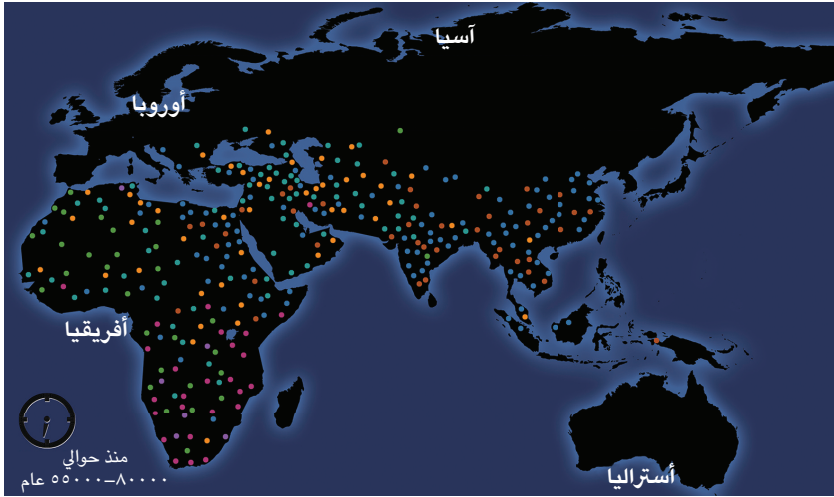 آسيا
أوروبا
أفريقيا
أستراليا
منذ حوالي
٨٠٠٠٠–٥٥٠٠٠ عام